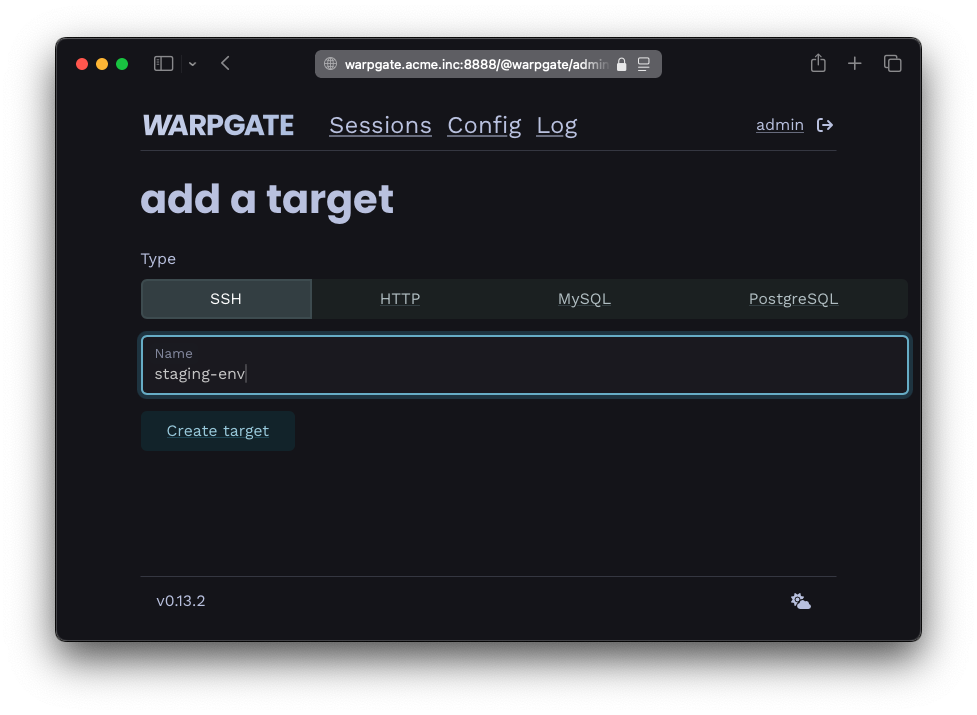 warpgate.acme.inc:8888/@warpgate/admin
WARPGATE Sessions Config Log admin
add a target
Type
SSH HTTP MySQL PostgreSQL
Name
staging-env
Create target
v0.13.2